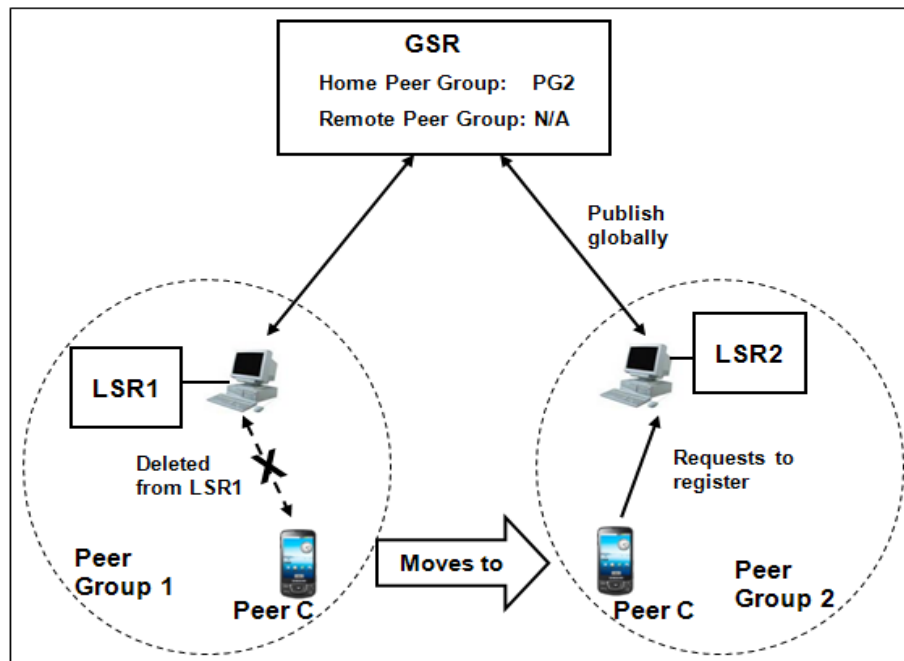 GSR
Home Peer Group: PG2
Remote Peer Group: N/A
Publish
globally
LSR1
LSR2
Deleted
from LSR1
Requests to
register
Peer
Group 1
Peer C
Moves to
Peer C
Peer
Group 2